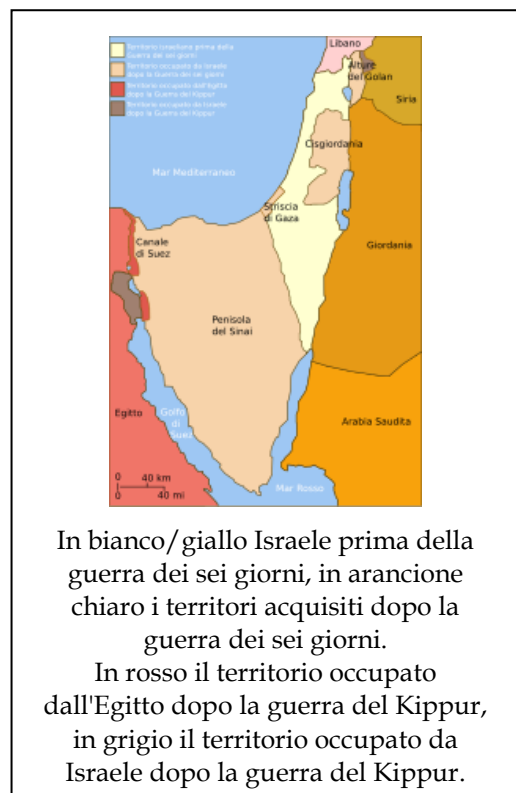 Territorio israeliano prima della
Guerra dei sei giorni
Territorio occupato da Israele
dopo la Guerra dei sei giorni
Territorio occupato dall'Egitto
dopo la Guerra del Kippur
Territorio occupato da Israele
dopo la Guerra del Kippur
Libano
Alture
del Golan
Siria
Cisgiordania
Mar Mediterraneo
Striscia
di Gaza
Canale
di Suez
Giordania
Penisola
del Sinai
Egitto
Golfo
di
Suez
Arabia Saudita
Mar Rosso
0 40 km
0 40 mi
In bianco/giallo Israele prima della
guerra dei sei giorni, in arancione
chiaro i territori acquisiti dopo la
guerra dei sei giorni.
In rosso il territorio occupato
dall'Egitto dopo la guerra del Kippur,
in grigio il territorio occupato da
Israele dopo la guerra del Kippur.